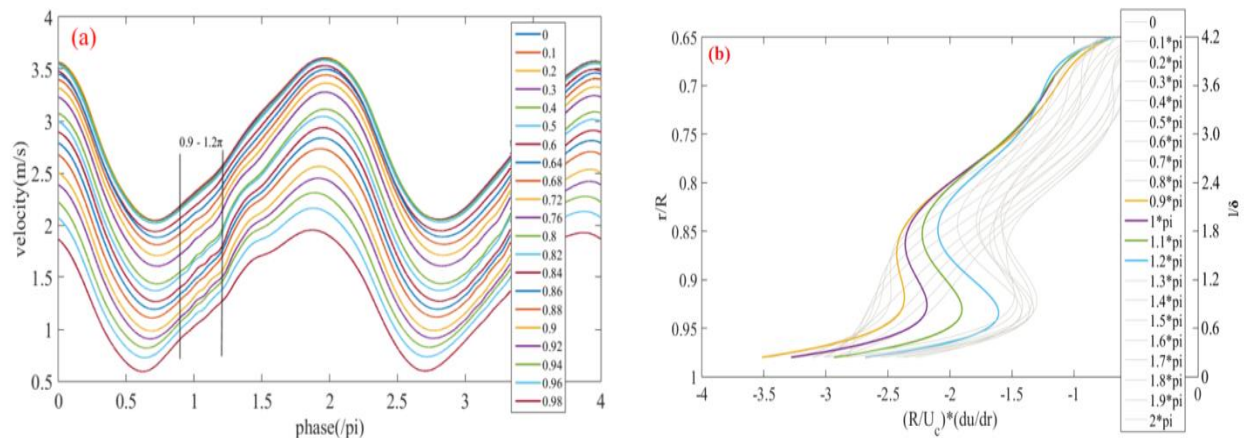 (a)
4
3.5
3
2.5
2
1.5
1
0.5
velocity(m/s)
0.9 - 1.2π
0 0.5 1 1.5 2 2.5 3 3.5 4
phase(/pi)
0
0.1
0.2
0.3
0.4
0.5
0.6
0.64
0.68
0.72
0.76
0.8
0.82
0.84
0.86
0.88
0.9
0.92
0.94
0.96
0.98
(b)
0.65
0.7
0.75
0.8
0.85
0.9
0.95
1
r/R
-4 -3.5 -3 -2.5 -2 -1.5 -1 0
(R/U_c)*(du/dr)
4.2
3.6
3.0
2.4
1.8
1.2
0.6
0
l/δ
0
0.1*pi
0.2*pi
0.3*pi
0.4*pi
0.5*pi
0.6*pi
0.7*pi
0.8*pi
0.9*pi
1*pi
1.1*pi
1.2*pi
1.3*pi
1.4*pi
1.5*pi
1.6*pi
1.7*pi
1.8*pi
1.9*pi
2*pi